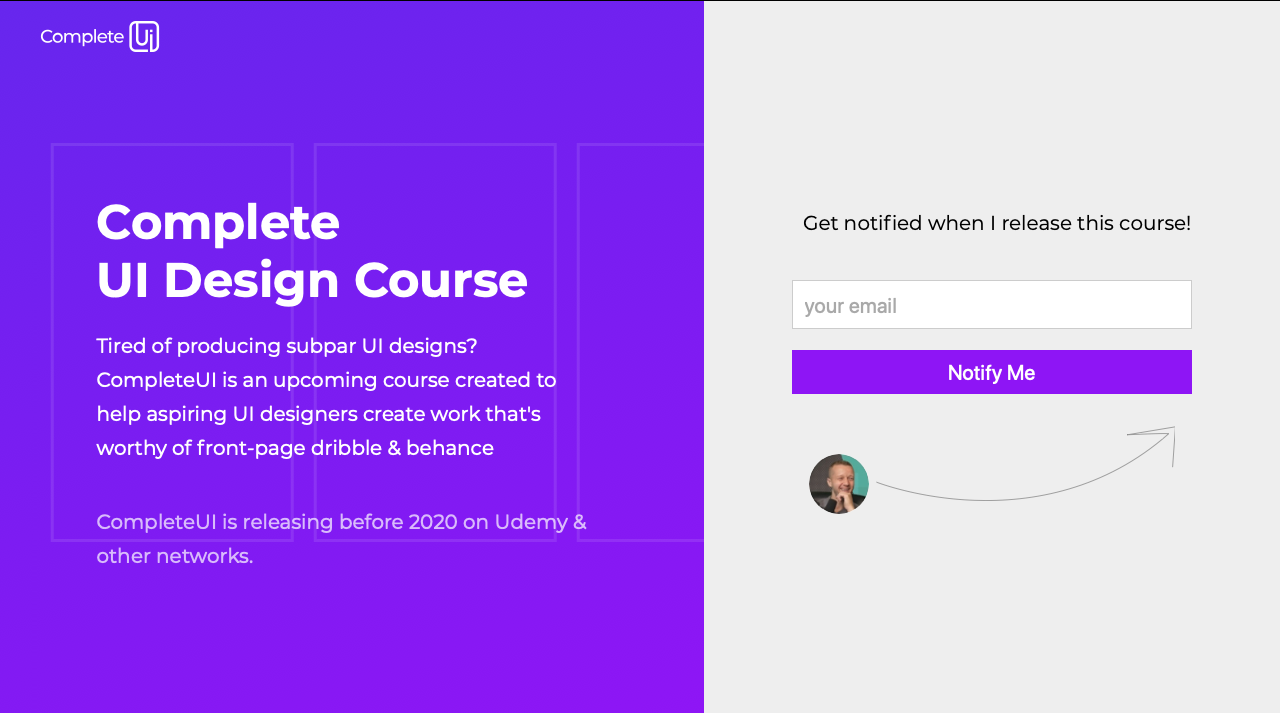 Complete Ui
Complete
UI Design Course
Tired of producing subpar UI designs?
CompleteUI is an upcoming course created to
help aspiring UI designers create work that's
worthy of front-page dribble & behance
CompleteUI is releasing before 2020 on Udemy &
other networks.
Get notified when I release this course!
your email
Notify Me